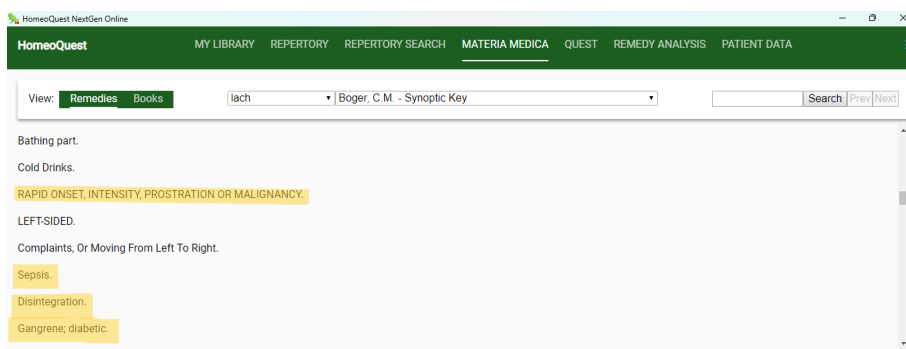 HomeoQuest NextGen Online
HomeoQuest MY LIBRARY REPERTORY REPERTORY SEARCH MATERIA MEDICA QUEST REMEDY ANALYSIS PATIENT DATA
View: Remedies Books lach Boger, C.M. - Synoptic Key Search Prev Next
Bathing part.
Cold Drinks.
RAPID ONSET, INTENSITY, PROSTRATION OR MALIGNANCY.
LEFT-SIDED.
Complaints, Or Moving From Left To Right.
Sepsis.
Disintegration.
Gangrene; diabetic.